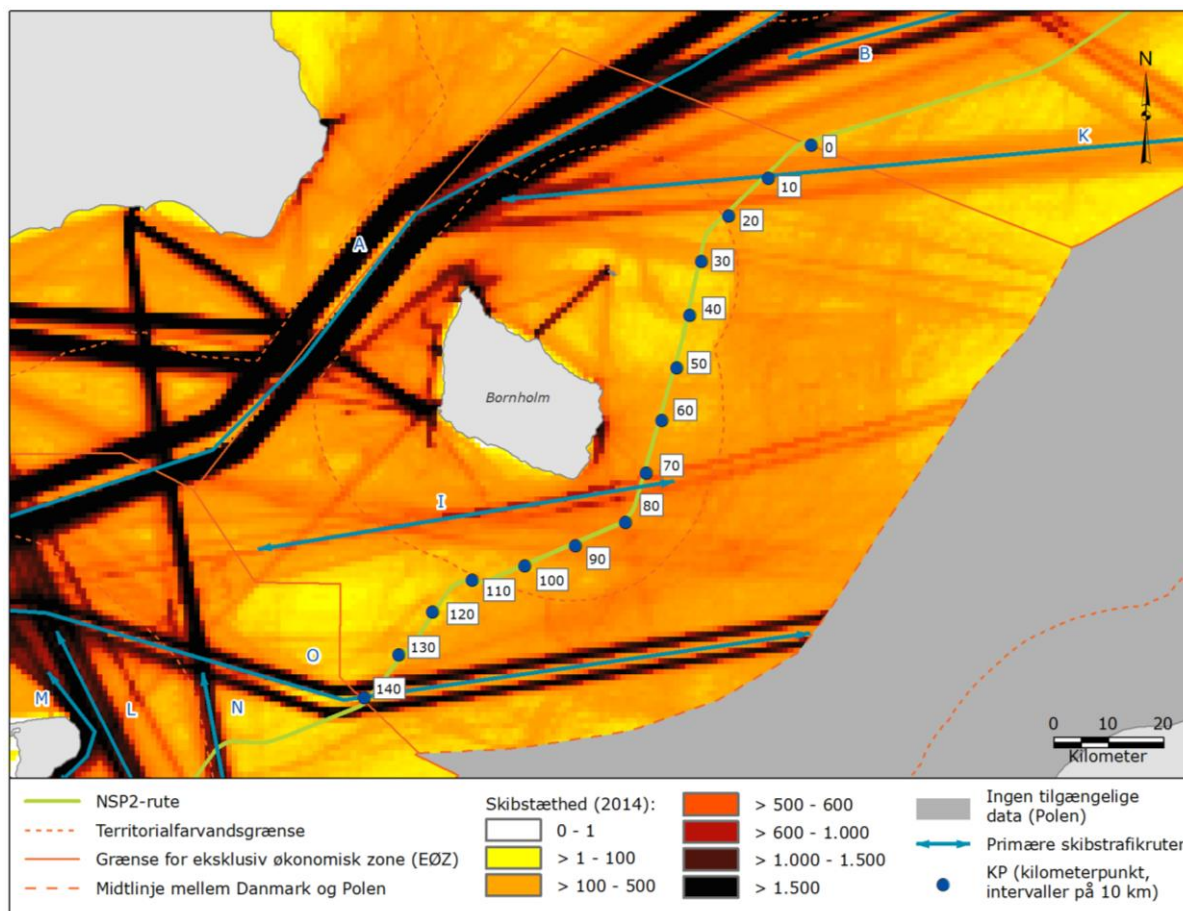 B
N
0
K
10
20
A
30
40
50
Bornholm
60
70
I
80
90
100
110
120
O
130
M
L
N
140
0 10 20
Kilometer
NSP2-rute
Territorialfarvandsgrænse
Grænse for eksklusiv økonomisk zone (EØZ)
Midtlinje mellem Danmark og Polen
Skibstæthed (2014):
0 - 1
> 1 - 100
> 100 - 500
> 500 - 600
> 600 - 1.000
> 1.000 - 1.500
> 1.500
Ingen tilgængelige
data (Polen)
Primære skibstrafikruter
KP (kilometerpunkt,
intervaller på 10 km)